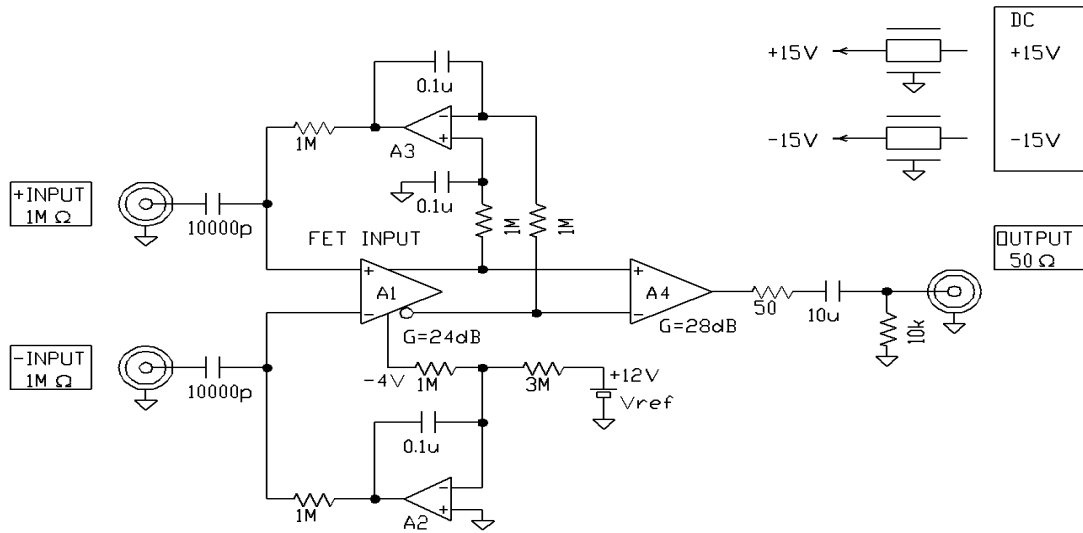 DC
+15V
+15V
0.1u
-
+
1M
A3
-15V
-15V
+INPUT
1MΩ
0.1u
10000p
1M
1M
FET INPUT
OUTPUT
50Ω
+
A1
-
+
A4
-
G=24dB
G=28dB
50
10u
10k
-INPUT
1MΩ
10000p
-4V
1M
3M
+12V
Vref
0.1u
-
+
1M
A2